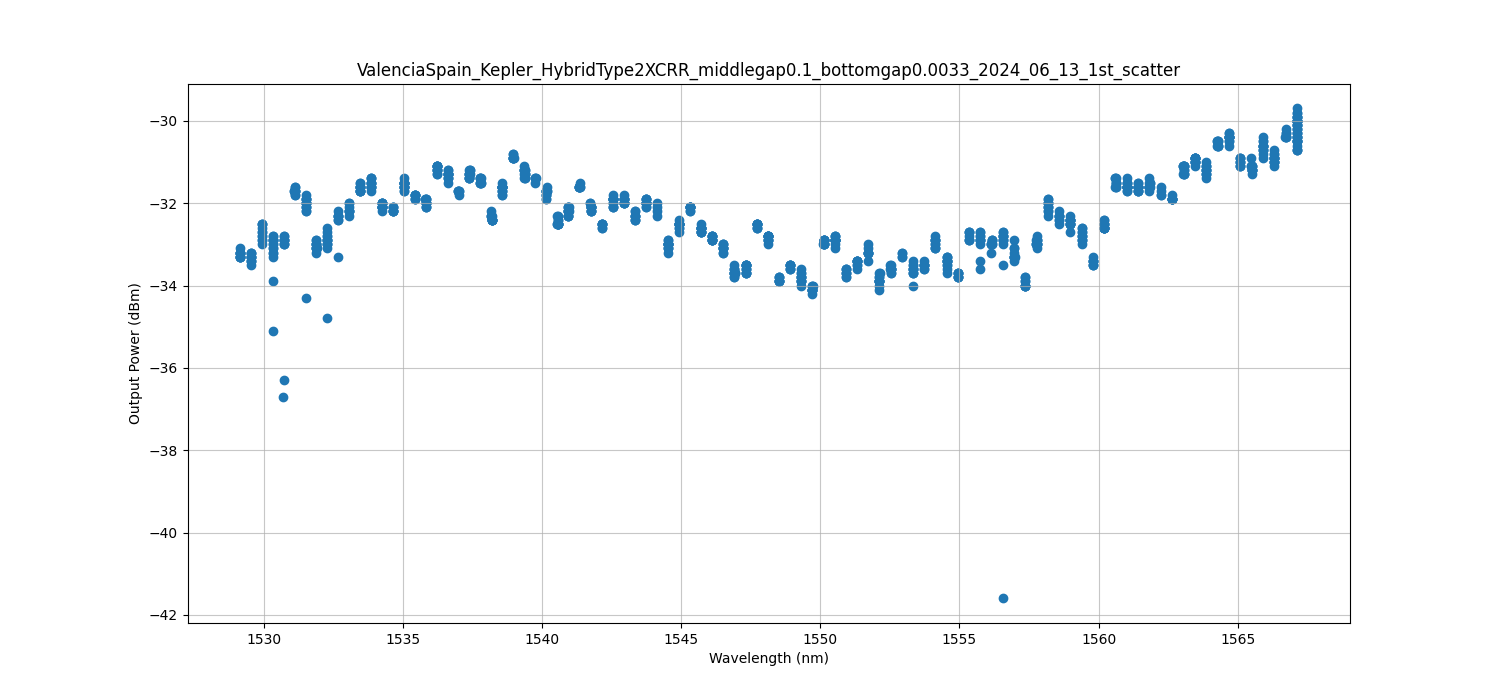 ValenciaSpain_Kepler_HybridType2XCRR_middlegap0.1_bottomgap0.0033_2024_06_13_1st_scatter
Output Power (dBm)
−30
−32
−34
−36
−38
−40
−42
1530 1535 1540 1545 1550 1555 1560 1565
Wavelength (nm)